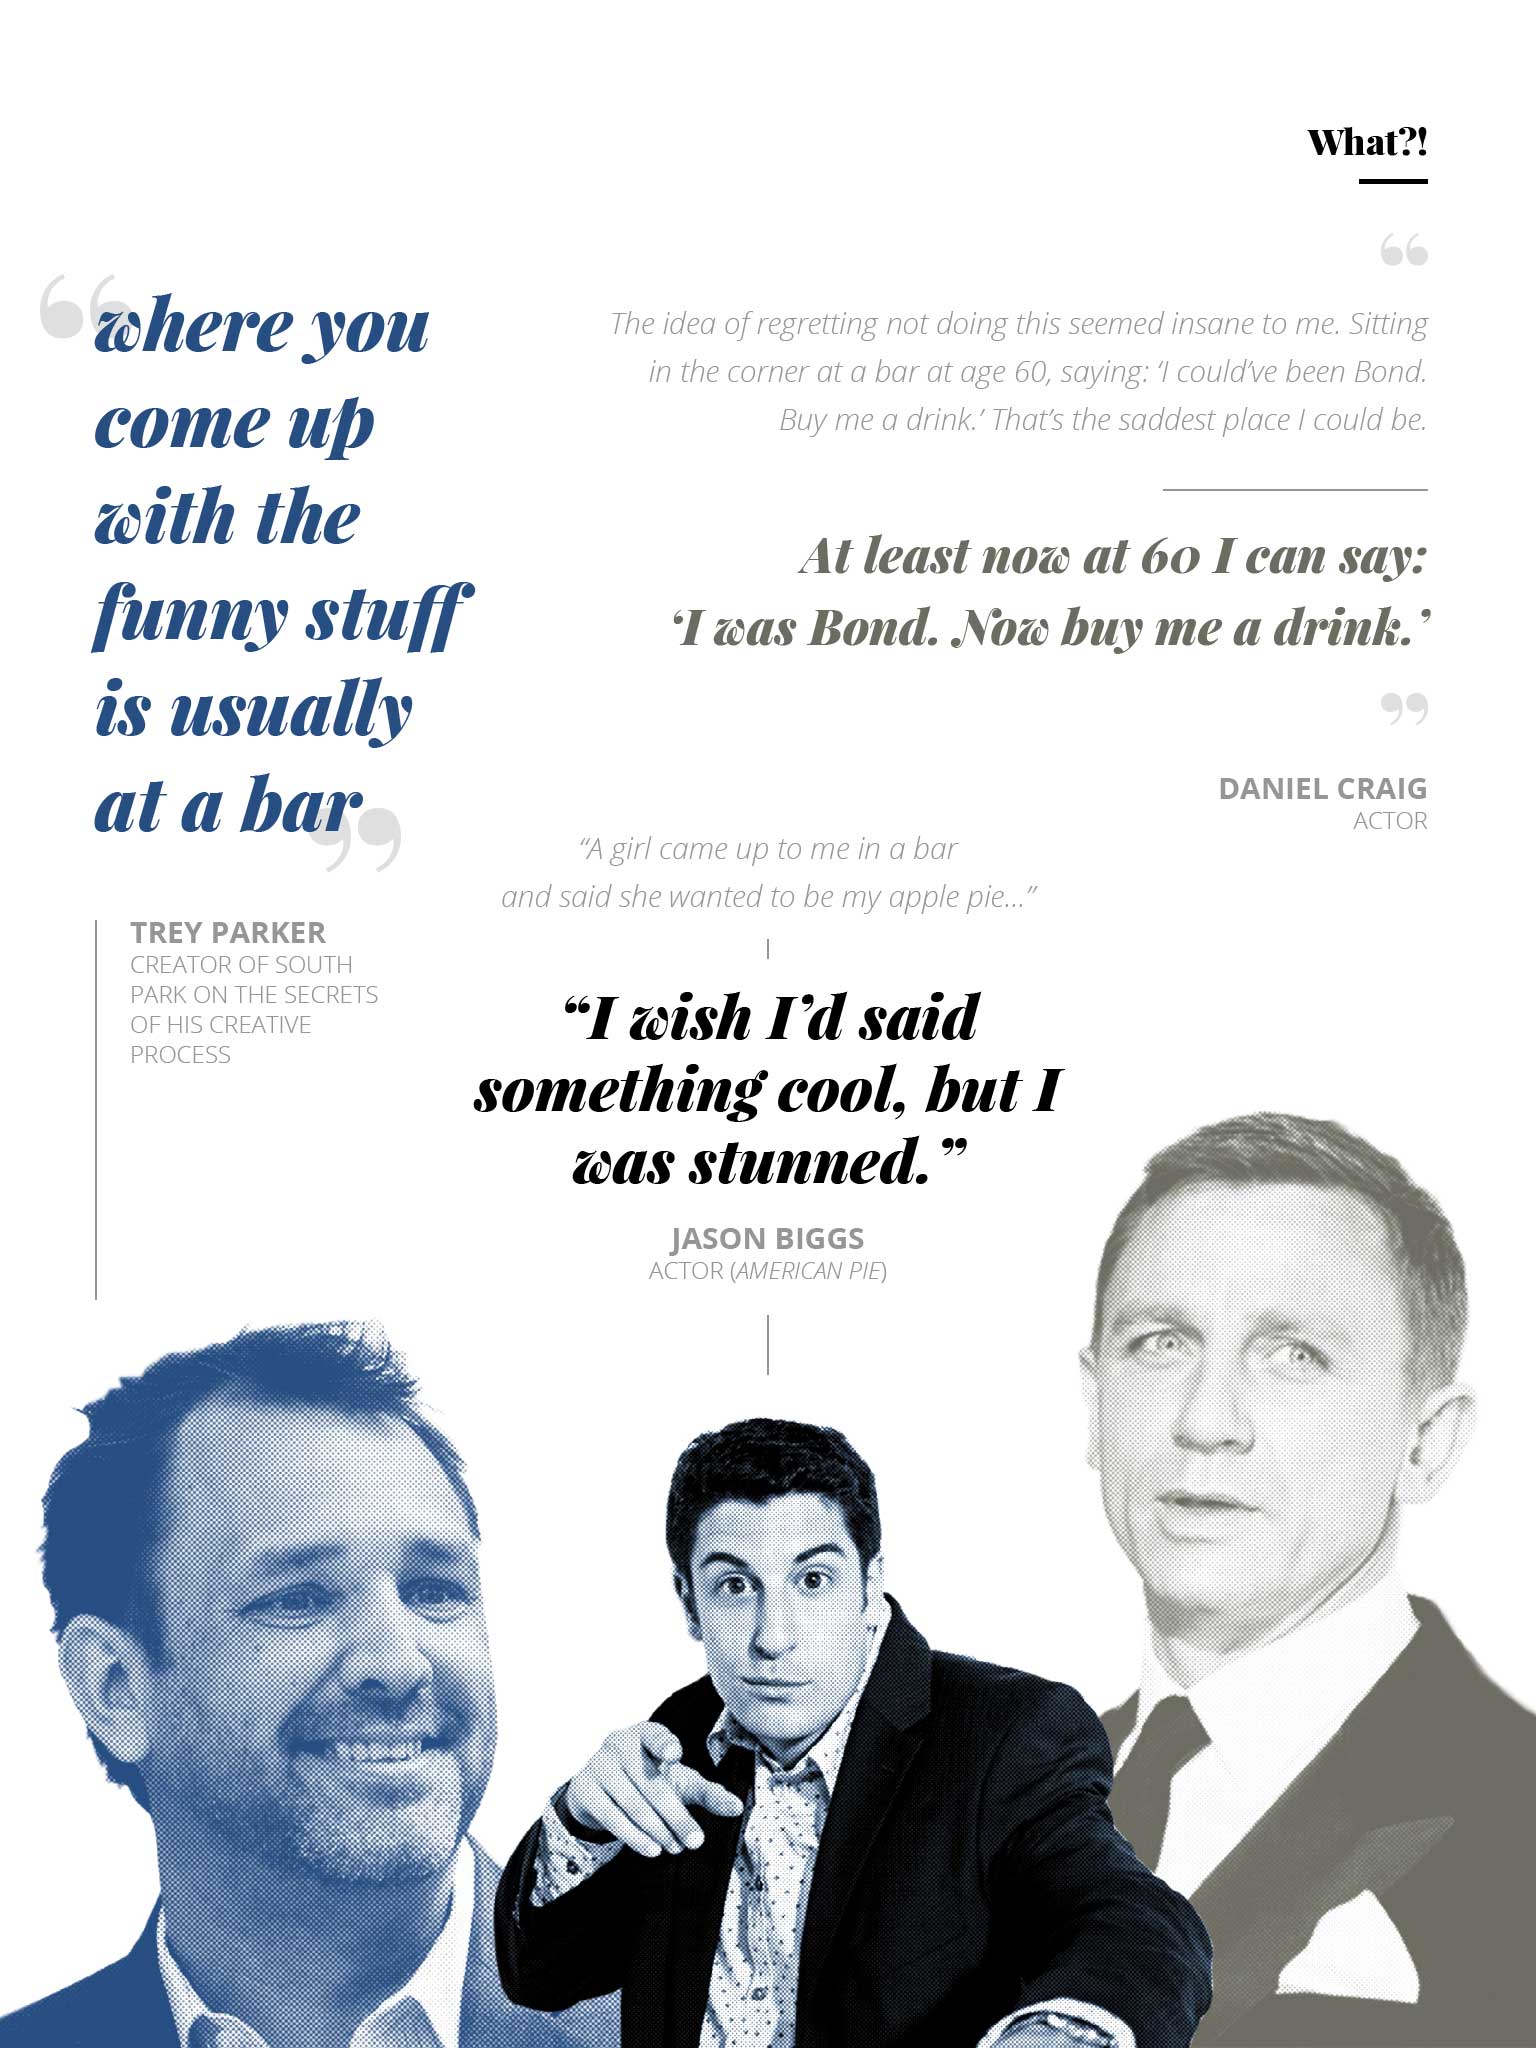 What?!
“
where you
come up
with the
funny stuff
is usually
at a bar
”
TREY PARKER
CREATOR OF SOUTH
PARK ON THE SECRETS
OF HIS CREATIVE
PROCESS
“
The idea of regretting not doing this seemed insane to me. Sitting
in the corner at a bar at age 60, saying: ‘I could’ve been Bond.
Buy me a drink.’ That’s the saddest place I could be.
At least now at 60 I can say:
‘I was Bond. Now buy me a drink.’
”
DANIEL CRAIG
ACTOR
“A girl came up to me in a bar
and said she wanted to be my apple pie...”
“I wish I’d said
something cool, but I
was stunned.”
JASON BIGGS
ACTOR (AMERICAN PIE)